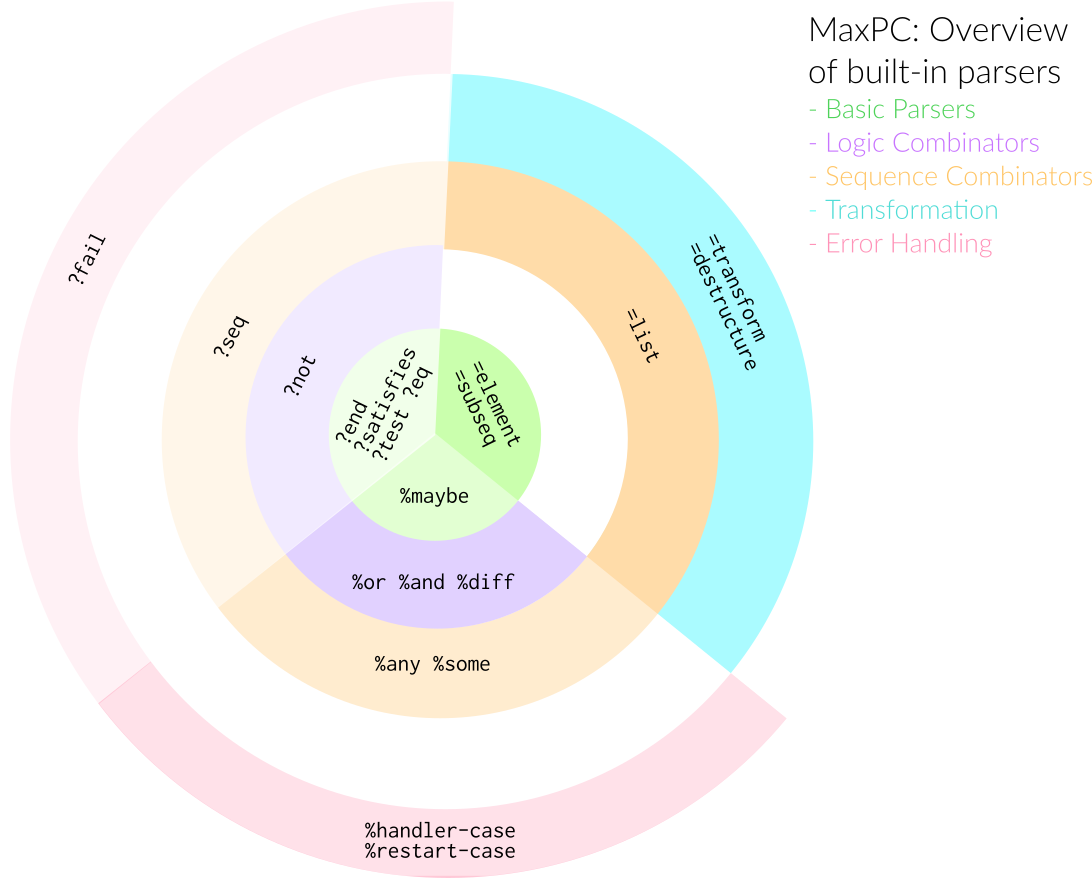 MaxPC: Overview
of built-in parsers
- Basic Parsers
- Logic Combinators
- Sequence Combinators
- Transformation
- Error Handling
?fail
?seq
?not
?end
?satisfies
?test ?eq
=element
=subseq
=list
=transform
=destructure
%maybe
%or %and %diff
%any %some
%handler-case
%restart-case